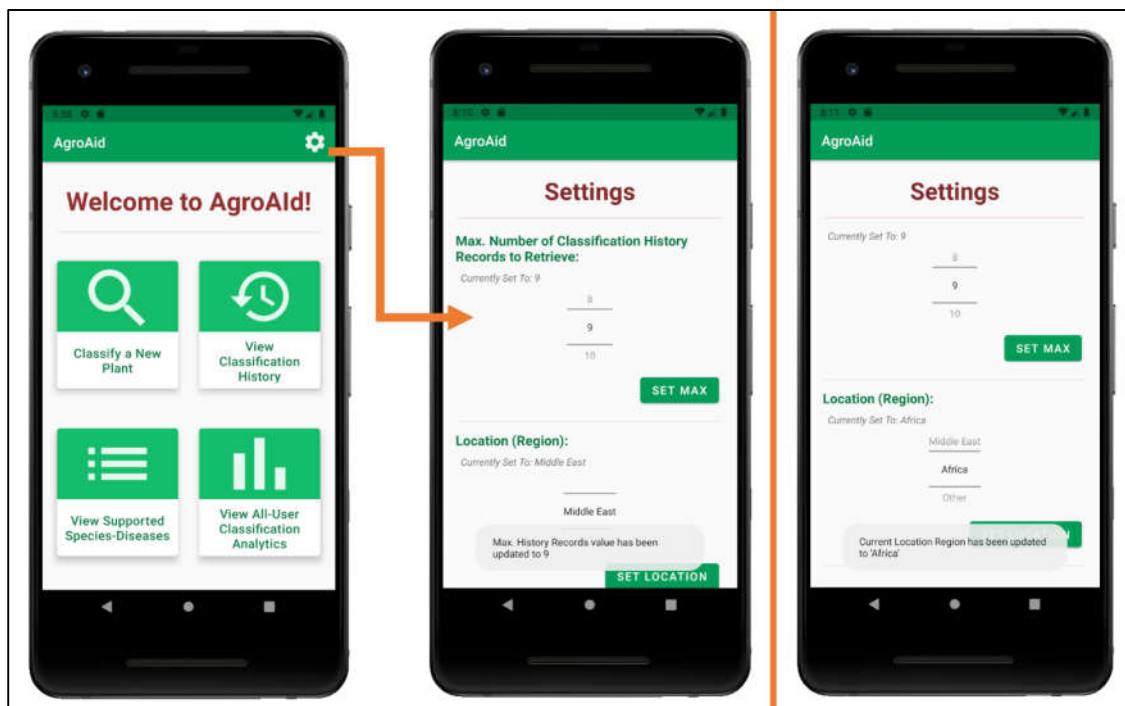 AgroAid
Welcome to AgroAId!
Classify a New
Plant
View
Classification
History
View Supported
Species-Diseases
View All-User
Classification
Analytics
8:10
AgroAid
Settings
Max. Number of Classification History
Records to Retrieve:
Currently Set To: 9
8
9
10
SET MAX
Location (Region):
Currently Set To: Middle East
Middle East
Max. History Records value has been
updated to 9
SET LOCATION
8:11
AgroAid
Settings
Currently Set To: 9
8
9
10
SET MAX
Location (Region):
Currently Set To: Africa
Middle East
Africa
Other
Current Location Region has been updated
to 'Africa'